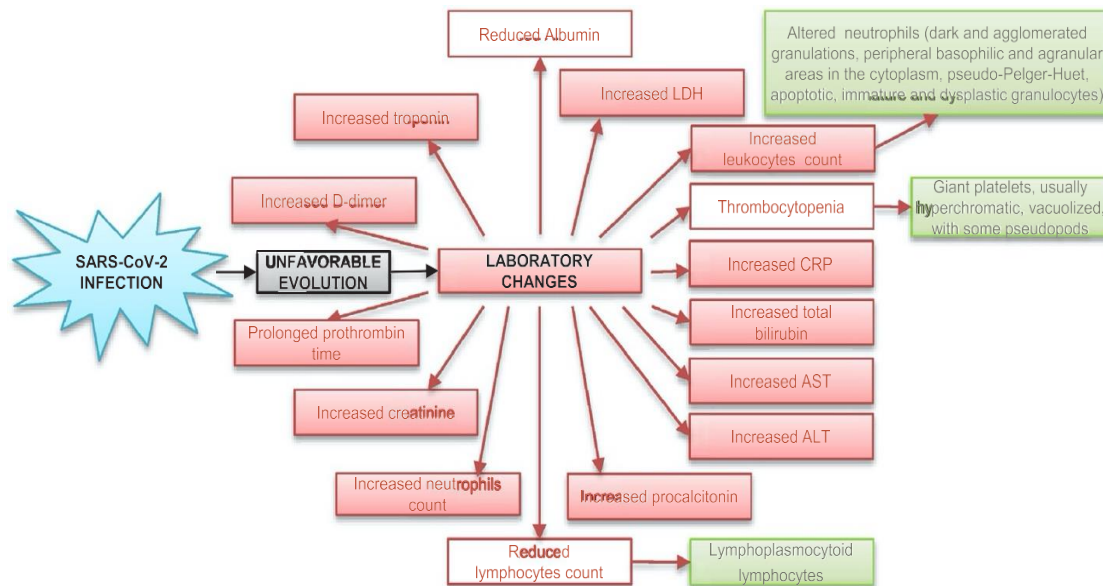 Reduced Albumin
Altered neutrophils (dark and agglomerated
granulations, peripheral basophilic and agranular
areas in the cytoplasm, pseudo-Pelger-Huet,
apoptotic, immature and dysplastic granulocytes)
Increased LDH
Increased troponin
Increased
leukocytes count
Increased D-dimer
Thrombocytopenia
Giant platelets, usually
hyperchromatic, vacuolized,
with some pseudopods
SARS-CoV-2
INFECTION
UNFAVORABLE
EVOLUTION
LABORATORY
CHANGES
Increased CRP
Prolonged prothrombin
time
Increased total
bilirubin
Increased AST
Increased creatinine
Increased ALT
Increased neutrophils
count
Increased procalcitonin
Reduced
lymphocytes count
Lymphoplasmocytoid
lymphocytes